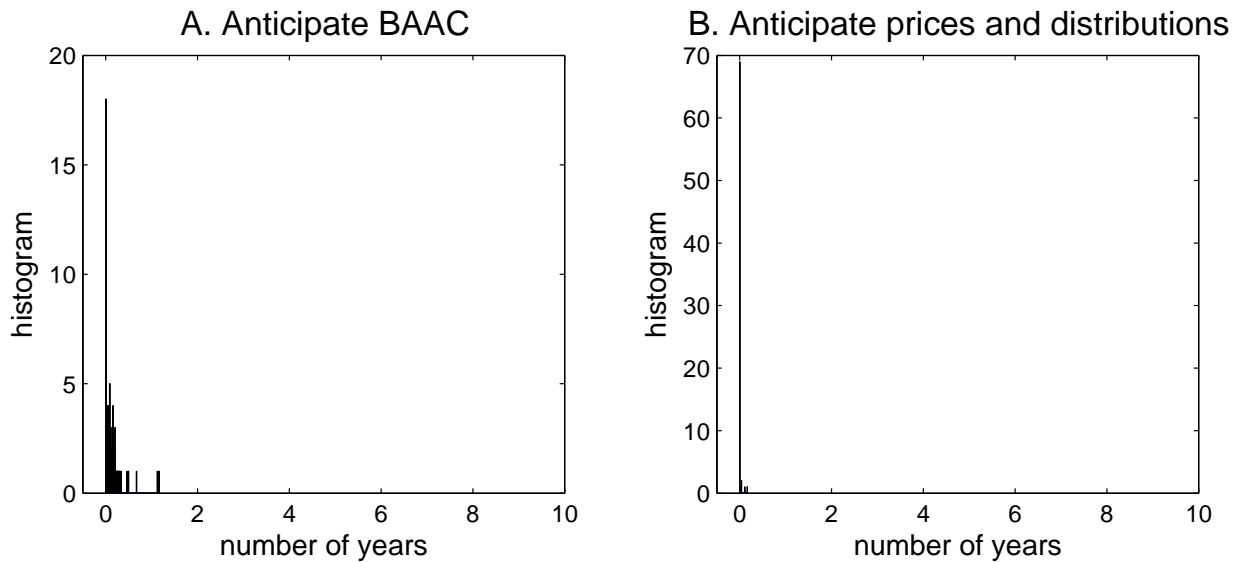 A. Anticipate BAAC
20
15
10
5
0
histogram
0 2 4 6 8 10
number of years
B. Anticipate prices and distributions
70
60
50
40
30
20
10
0
histogram
0 2 4 6 8 10
number of years